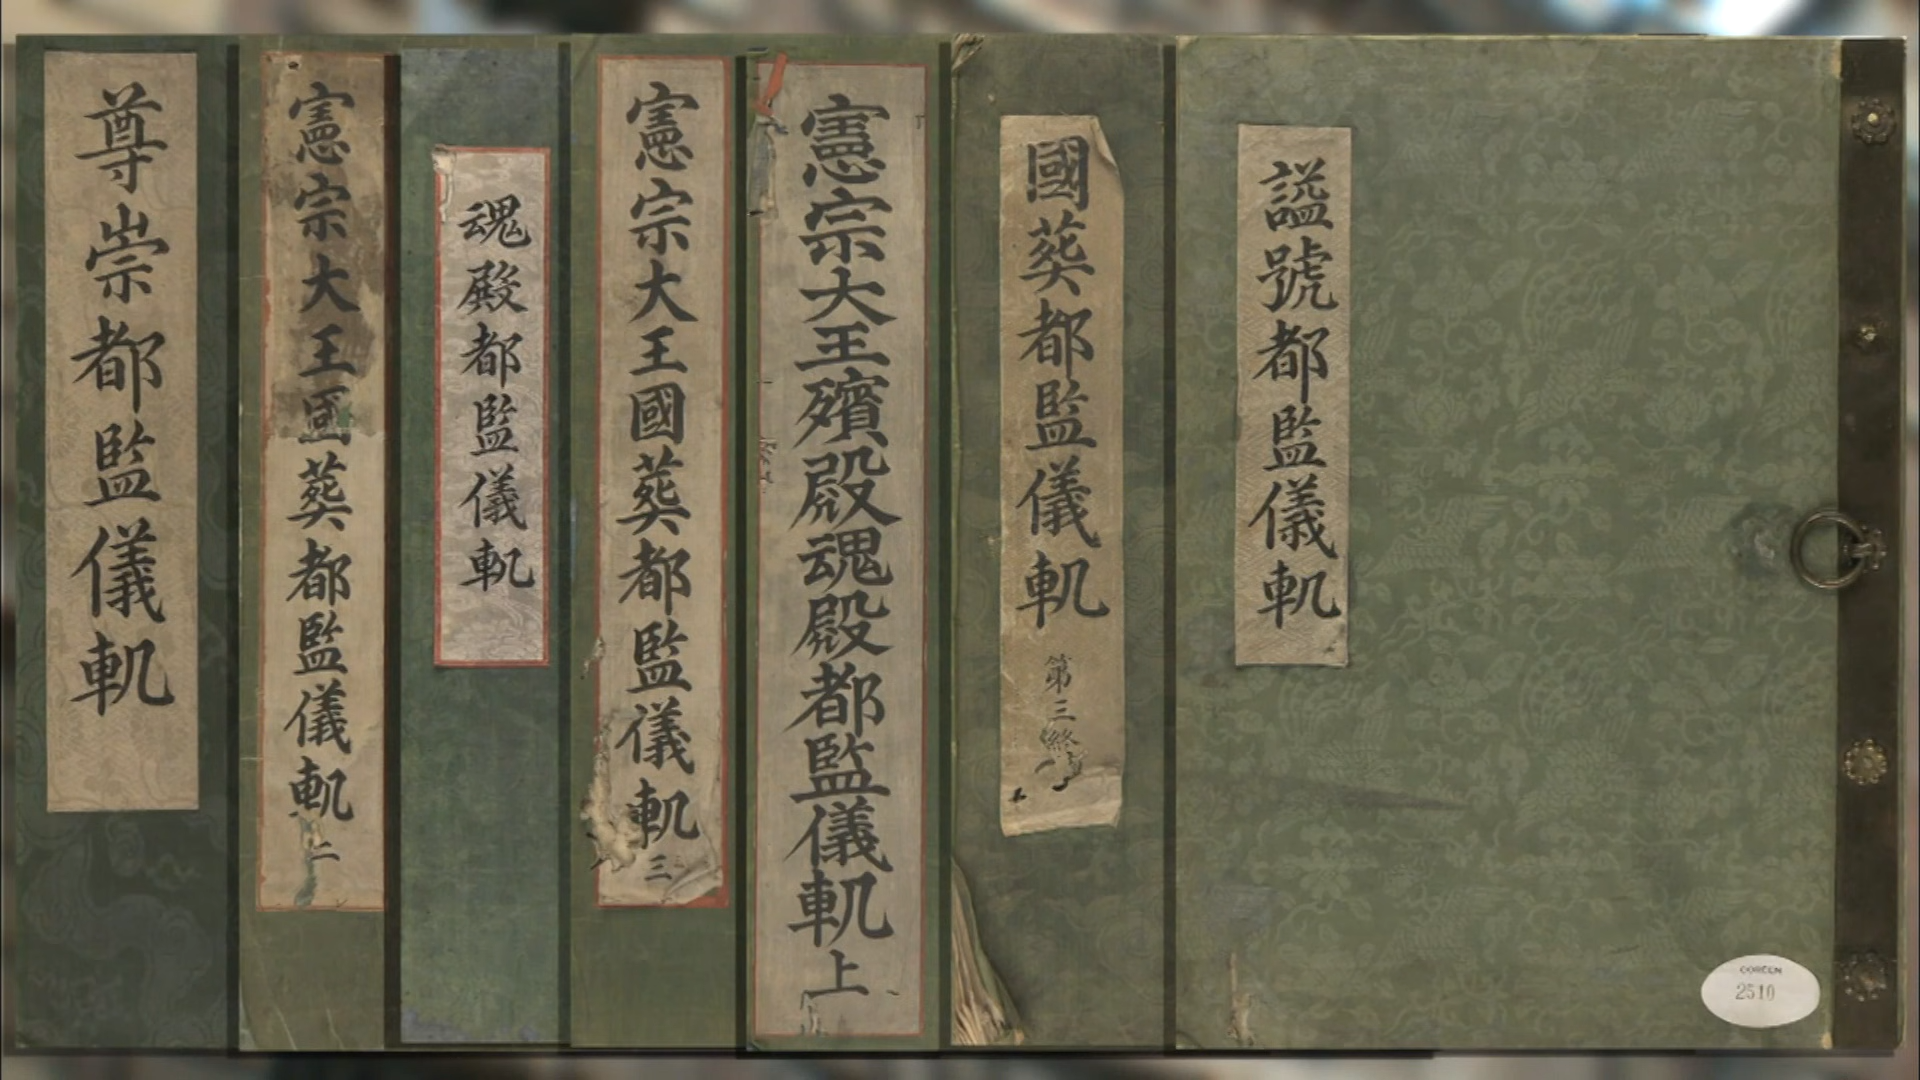 尊崇都監儀軌
憲宗大王國葬都監儀軌 二
魂殿都監儀軌
憲宗大王國葬都監儀軌 三
憲宗大王殯殿魂殿都監儀軌 上
國葬都監儀軌 第三
諡號都監儀軌
COREEN
2510